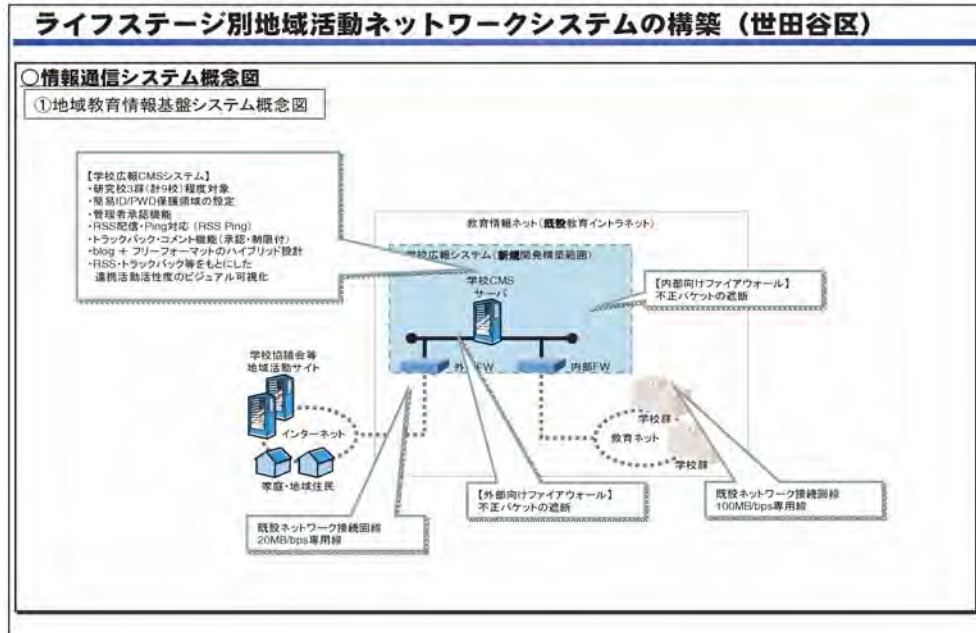 ライフステージ別地域活動ネットワークシステムの構築（世田谷区）
○情報通信システム概念図
①地域教育情報基盤システム概念図
【学校広報CMSシステム】
・研究校3群(計9校)程度対象
・簡易ID/PWD保護領域の設定
・管理者承認機能
・RSS配信・Ping対応 (RSS Ping)
・トラックバック・コメント機能(承認・制限付)
・blog + フリーフォーマットのハイブリッド設計
・RSS・トラックバック等をもとにした
連携活動活性度のビジュアル可視化
教育情報ネット(既設教育イントラネット)
学校広報システム(新規開発構築範囲)
学校CMS
サーバ
【内部向けファイアウォール】
不正パケットの遮断
外部FW
内部FW
学校協議会等
地域活動サイト
インターネット
家庭・地域住民
学校群
教育ネット
学校群
【外部向けファイアウォール】
不正パケットの遮断
既設ネットワーク接続回線
100MB/bps専用線
既設ネットワーク接続回線
20MB/bps専用線